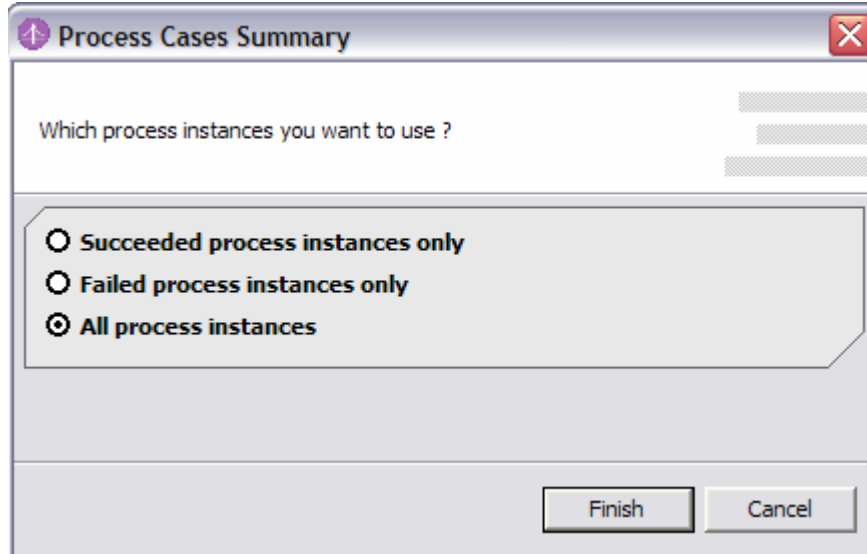 Process Cases Summary
Which process instances you want to use ?
Succeeded process instances only
Failed process instances only
All process instances
Finish
Cancel